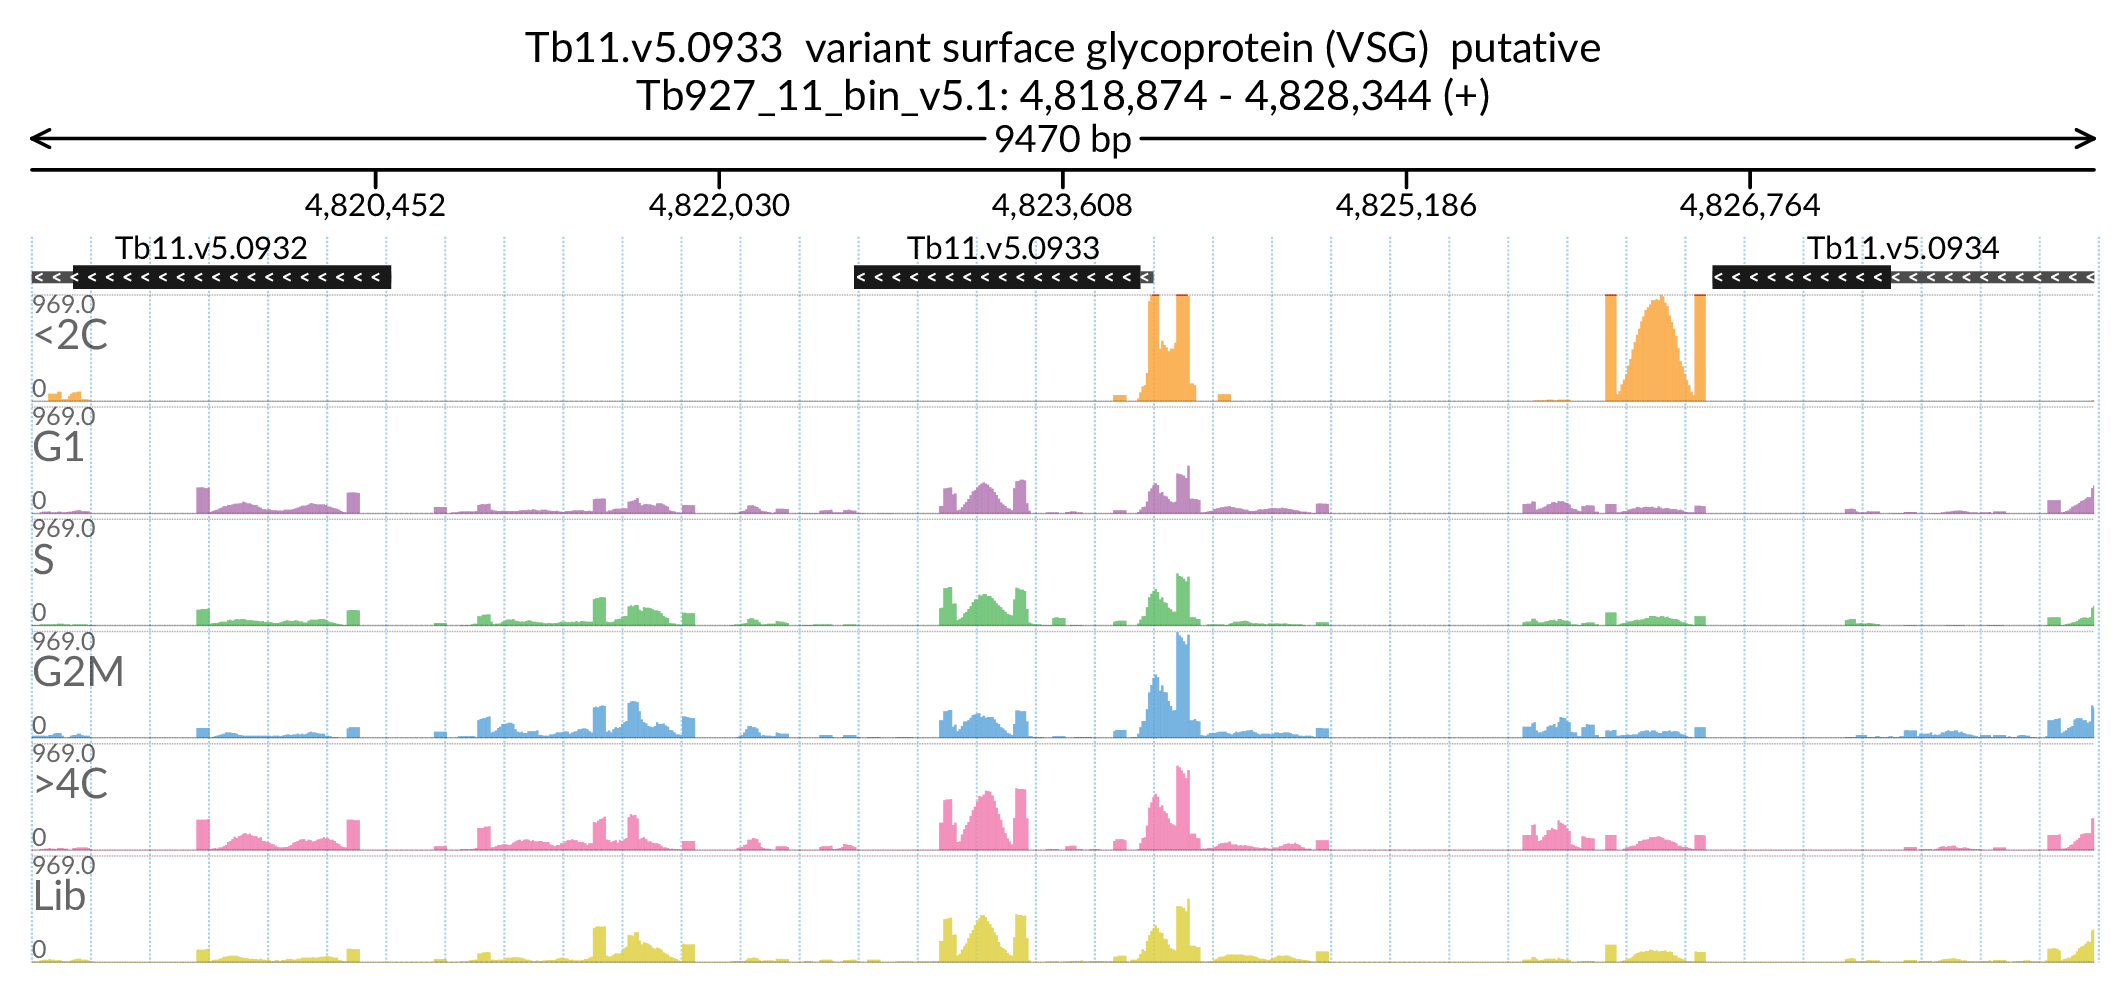 Tb11.v5.0933 variant surface glycoprotein (VSG) putative
Tb927_11_bin_v5.1: 4,818,874 - 4,828,344 (+)
9470 bp
4,820,452 4,822,030 4,823,608 4,825,186 4,826,764
Tb11.v5.0932 Tb11.v5.0933 Tb11.v5.0934
969.0
<2C
0
969.0
G1
0
969.0
S
0
969.0
G2M
0
969.0
>4C
0
969.0
Lib
0